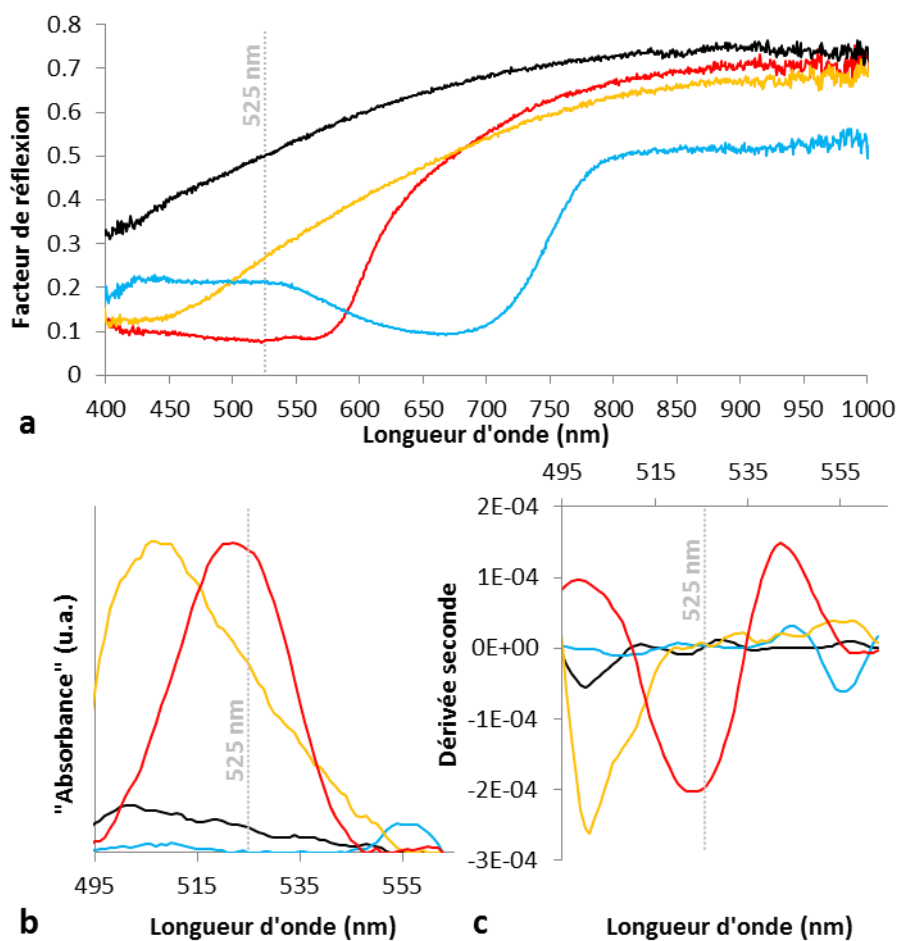 0.8
0.7
0.6
0.5
0.4
0.3
0.2
0.1
0
Facteur de réflexion
525 nm
400 450 500 550 600 650 700 750 800 850 900 950 1000
Longueur d'onde (nm)
a
"Absorbance" (u.a.)
525 nm
495 515 535 555
Longueur d'onde (nm)
b
495 515 535 555
2E-04
1E-04
0E+00
-1E-04
-2E-04
-3E-04
Dérivée seconde
525 nm
Longueur d'onde (nm)
c